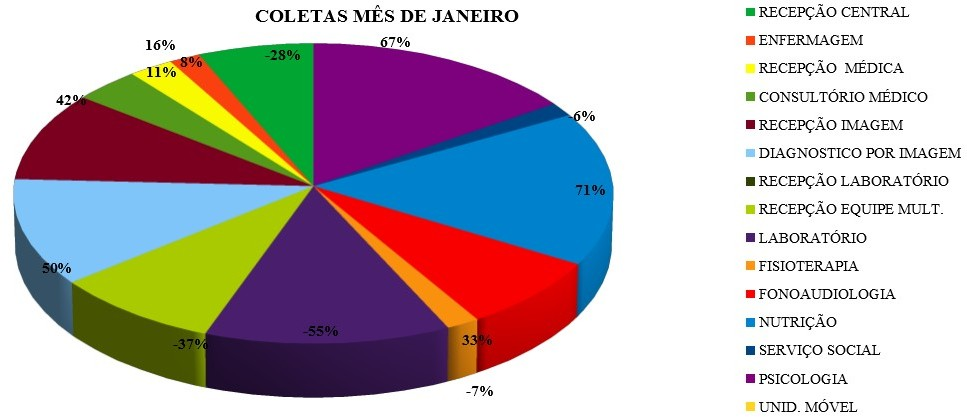 COLETAS MÊS DE JANEIRO
67%
-6%
71%
33%
-7%
-55%
-37%
50%
42%
11%
16%
8%
-28%
RECEPÇÃO CENTRAL
ENFERMAGEM
RECEPÇÃO MÉDICA
CONSULTÓRIO MÉDICO
RECEPÇÃO IMAGEM
DIAGNOSTICO POR IMAGEM
RECEPÇÃO LABORATÓRIO
RECEPÇÃO EQUIPE MULT.
LABORATÓRIO
FISIOTERAPIA
FONOAUDIOLOGIA
NUTRIÇÃO
SERVIÇO SOCIAL
PSICOLOGIA
UNID. MÓVEL